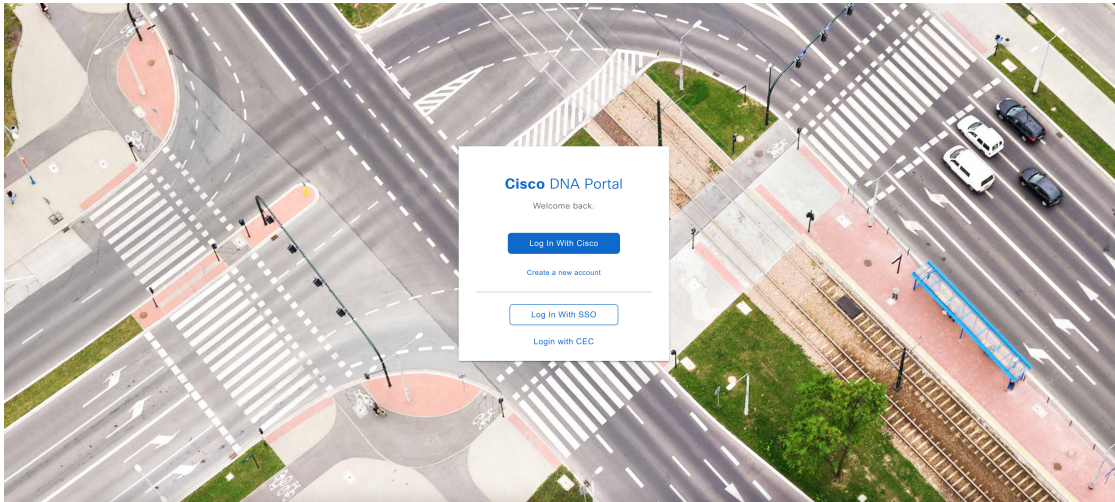 Cisco DNA Portal
Welcome back.
Log In With Cisco
Create a new account
Log In With SSO
Login with CEC